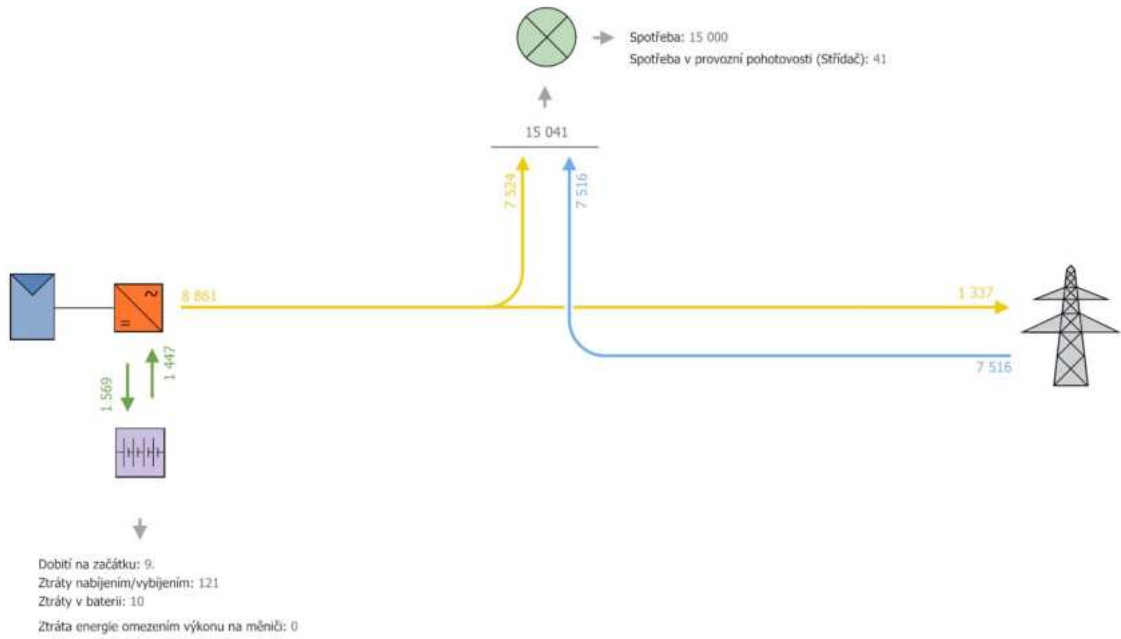 Spotřeba: 15 000
Spotřeba v provozní pohotovosti (Střídač): 41
15 041
7 524
7 516
8 861
1 337
7 516
1 569
1 447
Dobití na začátku: 9.
Ztráty nabíjením/vybíjením: 121
Ztráty v baterii: 10
Ztráta energie omezením výkonu na měniči: 0